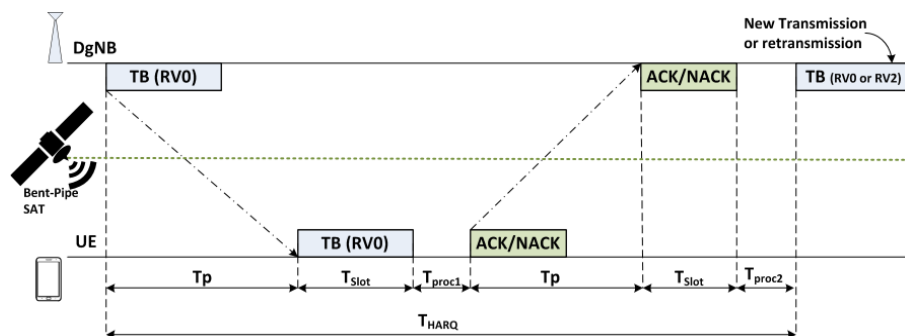 New Transmission
or retransmission
DgNB
TB (RV0)
ACK/NACK
TB (RV0 or RV2)
Bent-Pipe
SAT
UE
TB (RV0)
ACK/NACK
Tp
TSlot
Tproc1
Tp
TSlot
Tproc2
THARQ